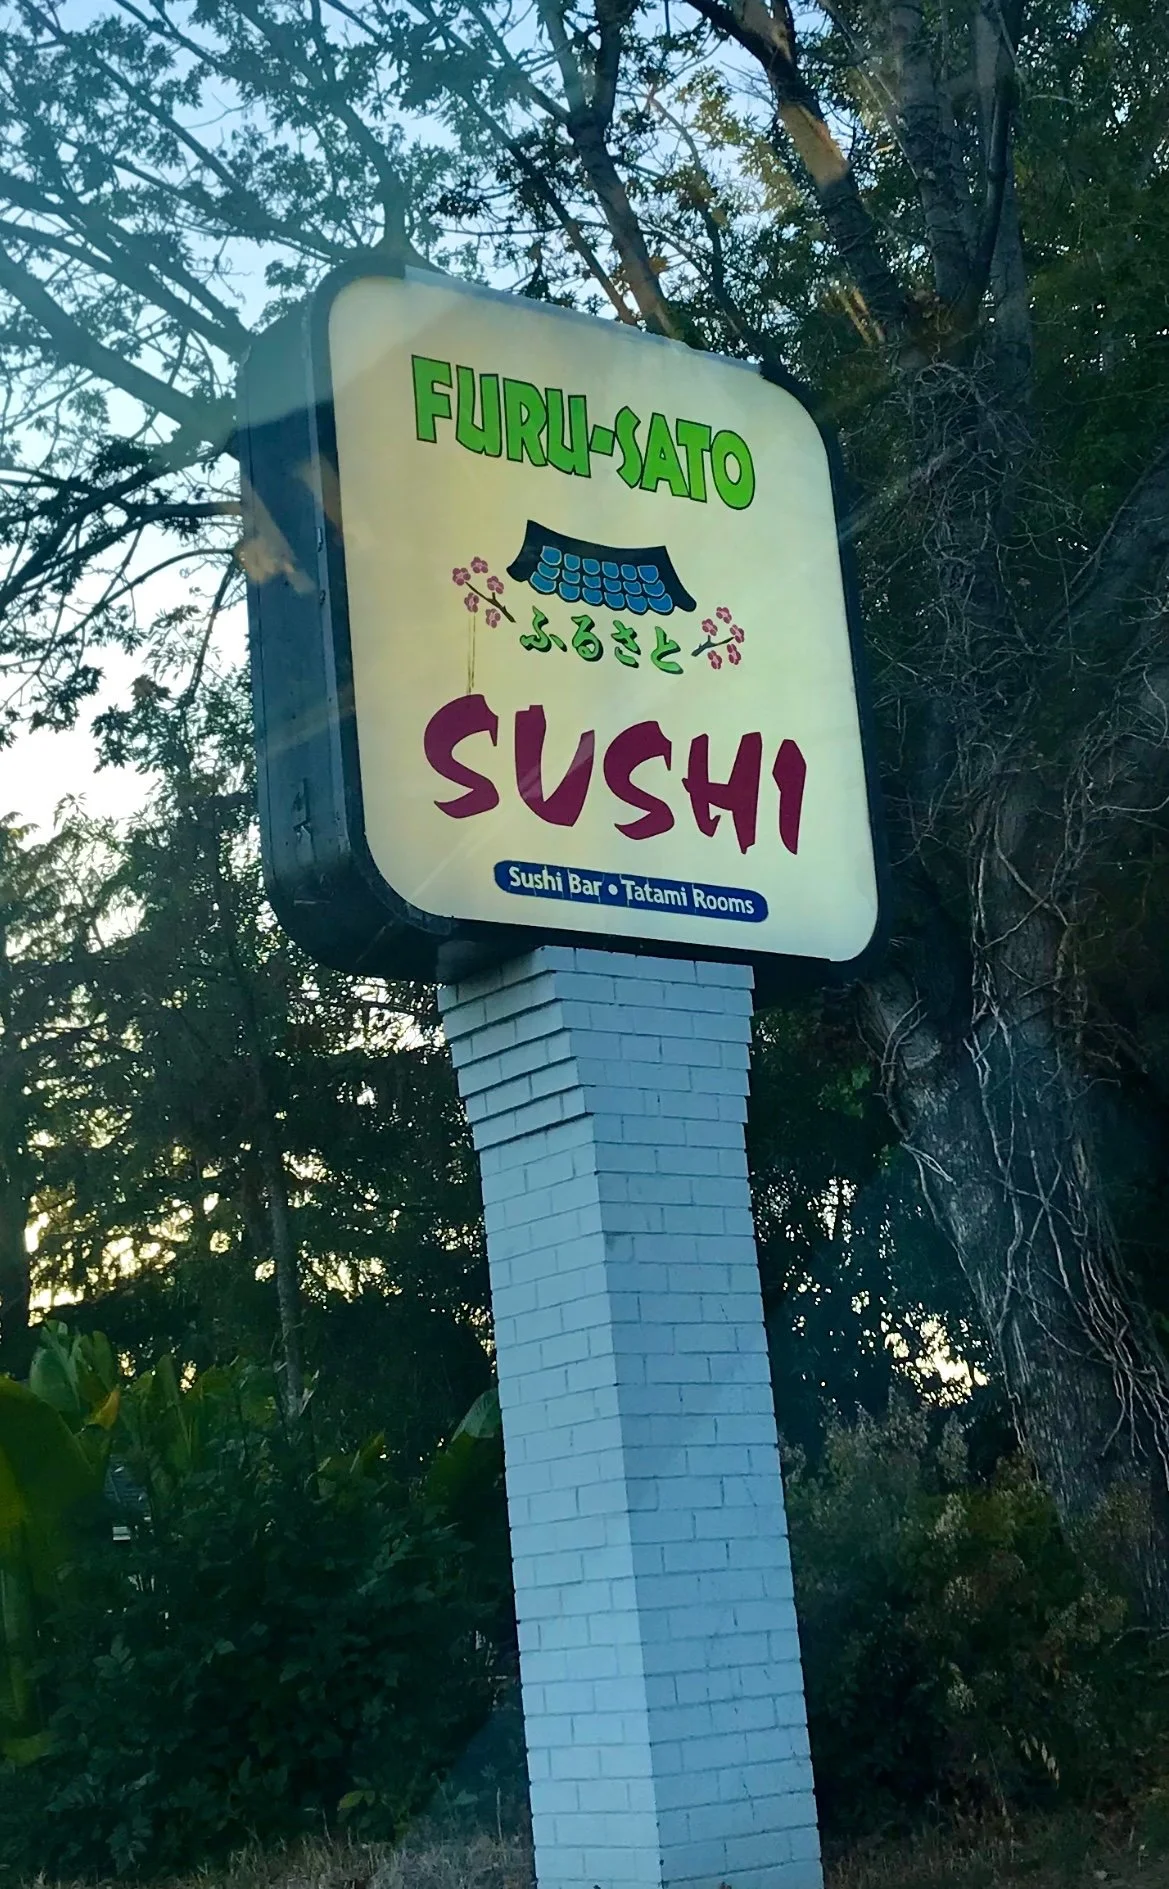 FURU-SATO
ふるさと
SUSHI
Sushi Bar • Tatami Rooms